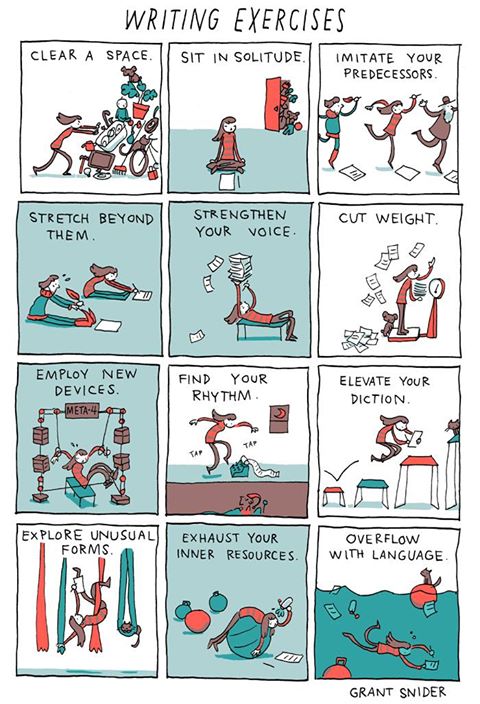 WRITING EXERCISES
CLEAR A SPACE.
SIT IN SOLITUDE.
IMITATE YOUR
PREDECESSORS.
STRETCH BEYOND
THEM.
STRENGTHEN
YOUR VOICE.
CUT WEIGHT.
EMPLOY NEW
DEVICES.
META-4
FIND YOUR
RHYTHM.
TAP
TAP
ELEVATE YOUR
DICTION.
EXPLORE UNUSUAL
FORMS.
EXHAUST YOUR
INNER RESOURCES.
OVERFLOW
WITH LANGUAGE.
GRANT SNIDER